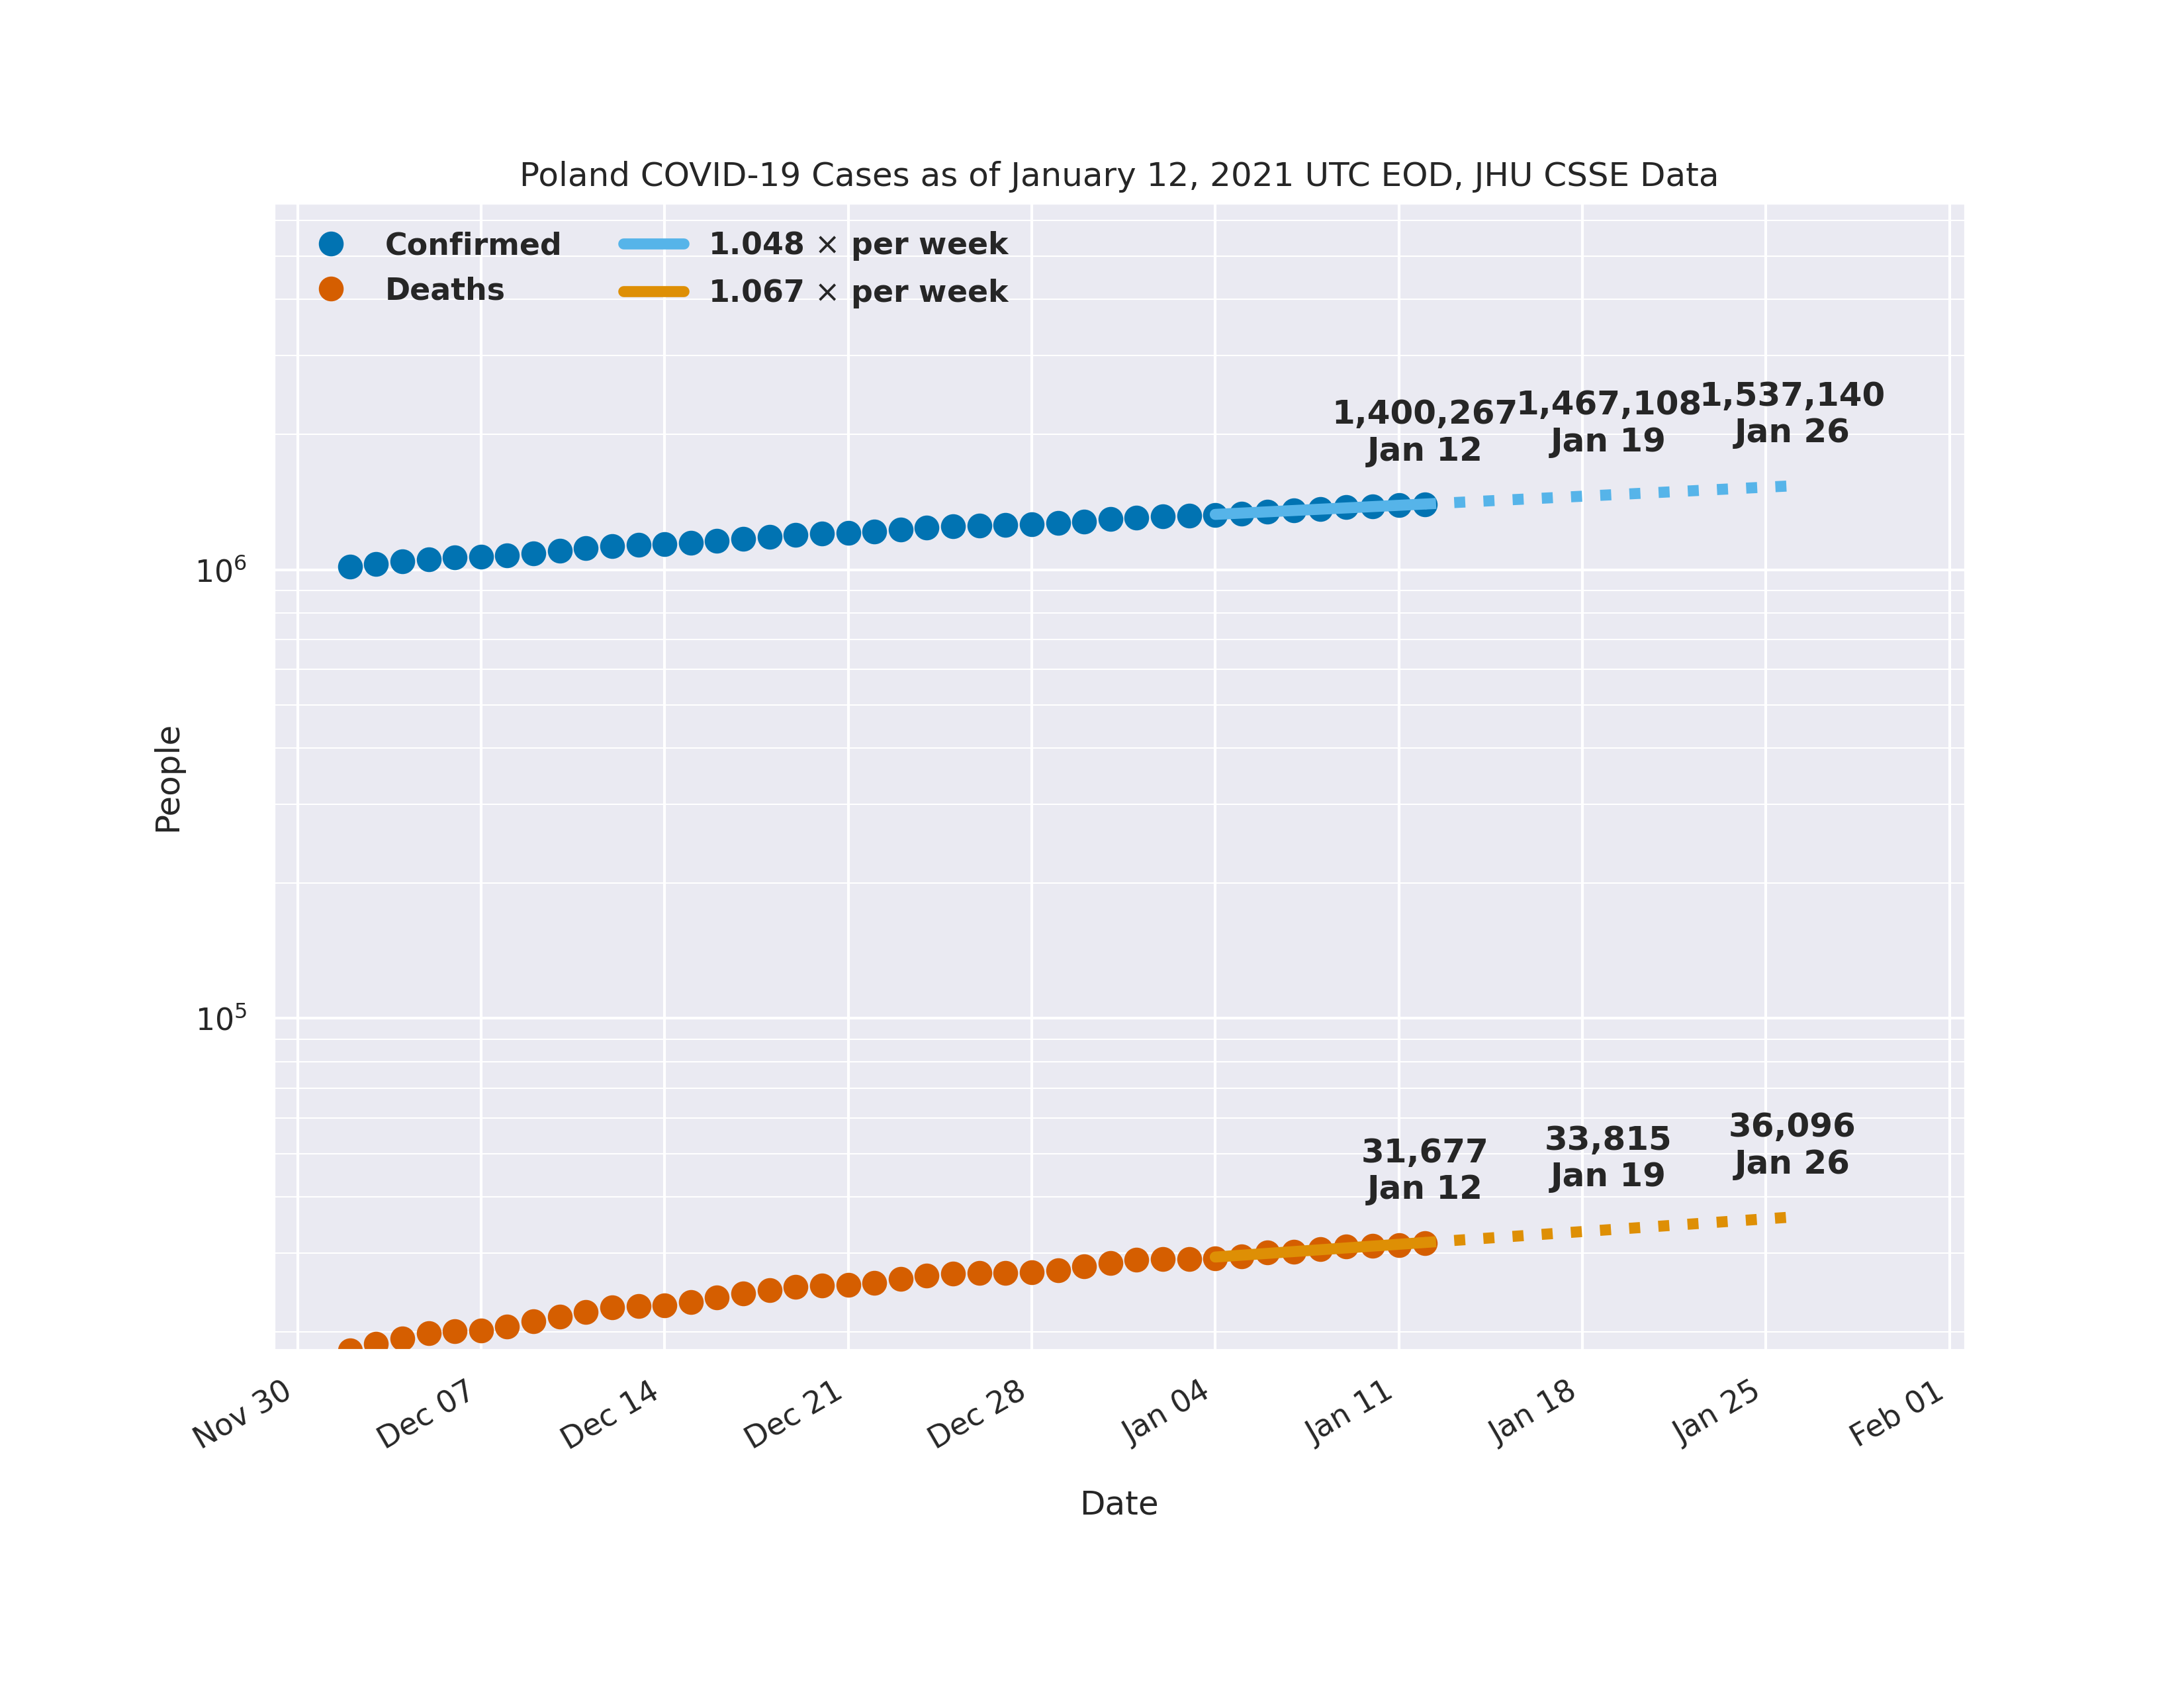 Poland COVID-19 Cases as of January 12, 2021 UTC EOD, JHU CSSE Data
Confirmed
Deaths
1.048 × per week
1.067 × per week
1,400,267
Jan 12
1,467,108
Jan 19
1,537,140
Jan 26
10⁶
People
10⁵
31,677
Jan 12
33,815
Jan 19
36,096
Jan 26
Nov 30
Dec 07
Dec 14
Dec 21
Dec 28
Jan 04
Jan 11
Jan 18
Jan 25
Feb 01
Date